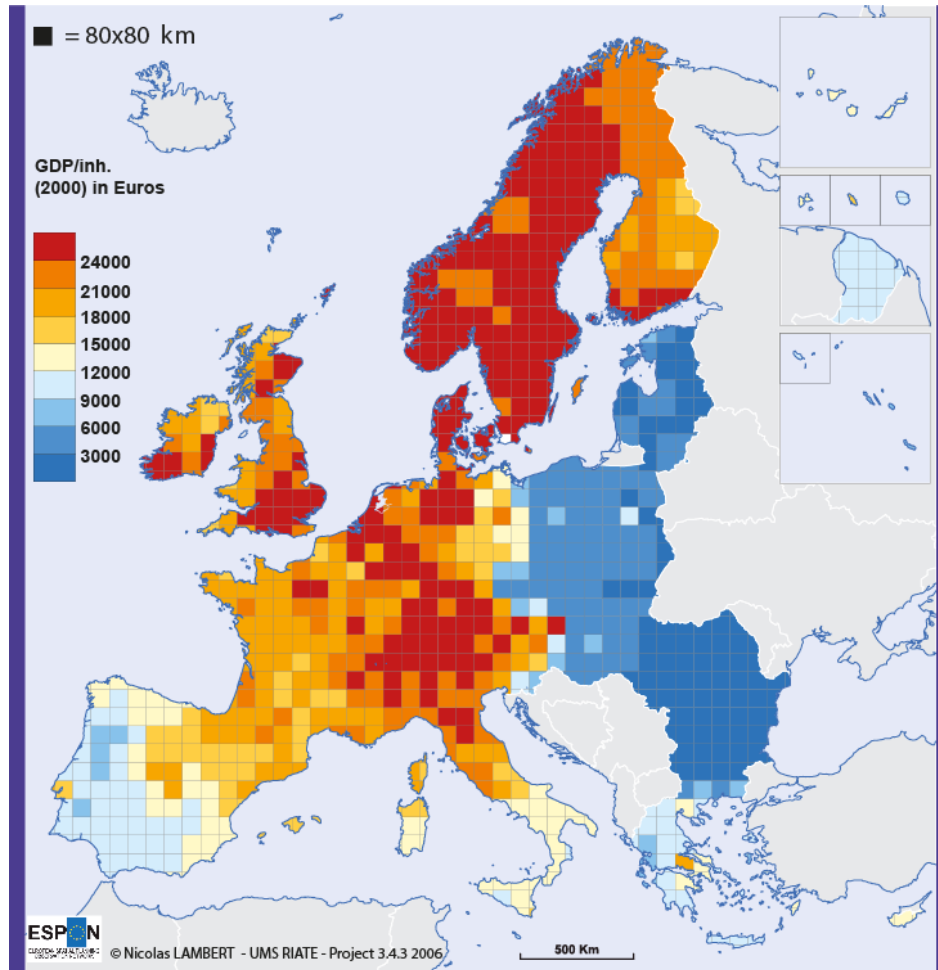 = 80x80 km
GDP/inh.
(2000) in Euros
24000
21000
18000
15000
12000
9000
6000
3000
ESPON
© Nicolas LAMBERT - UMS RIATE - Project 3.4.3 2006
500 Km